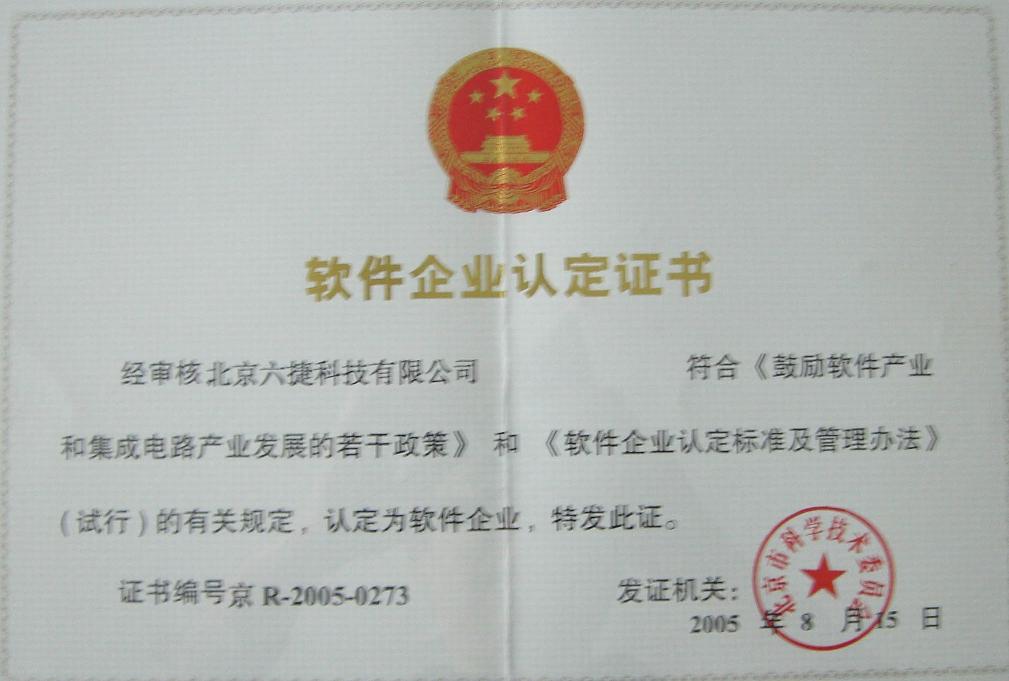 软件企业认定证书
经审核北京六捷科技有限公司 符合《鼓励软件产业
和集成电路产业发展的若干政策》 和 《软件企业认定标准及管理办法》
(试行)的有关规定，认定为软件企业，特发此证。
证书编号京 R-2005-0273 发证机关：
北京市科学技术委员会
2005 年 8 月 15 日